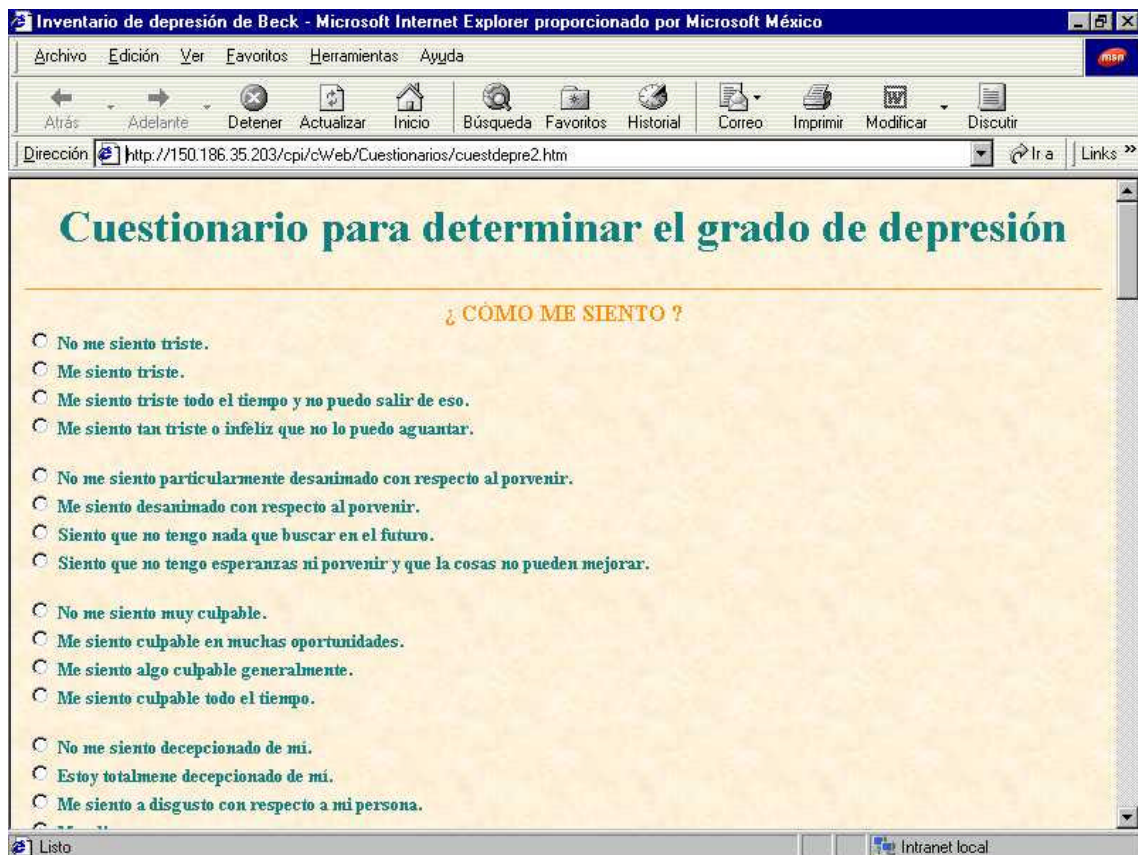 Inventario de depresión de Beck - Microsoft Internet Explorer proporcionado por Microsoft México
Archivo Edición Ver Favoritos Herramientas Ayuda
msn
Atrás Adelante Detener Actualizar Inicio Búsqueda Favoritos Historial Correo Imprimir Modificar Discutir
Dirección http://150.186.35.203/cpi/cWeb/Cuestionarios/cuestdepre2.htm Ir a Links »
Cuestionario para determinar el grado de depresión
¿ CÓMO ME SIENTO ?
No me siento triste.
Me siento triste.
Me siento triste todo el tiempo y no puedo salir de eso.
Me siento tan triste o infelíz que no lo puedo aguantar.
No me siento particularmente desanimado con respecto al porvenir.
Me siento desanimado con respecto al porvenir.
Siento que no tengo nada que buscar en el futuro.
Siento que no tengo esperanzas ni porvenir y que la cosas no pueden mejorar.
No me siento muy culpable.
Me siento culpable en muchas oportunidades.
Me siento algo culpable generalmente.
Me siento culpable todo el tiempo.
No me siento decepcionado de mí.
Estoy totalmene decepcionado de mí.
Me siento a disgusto con respecto a mi persona.
Listo Intranet local